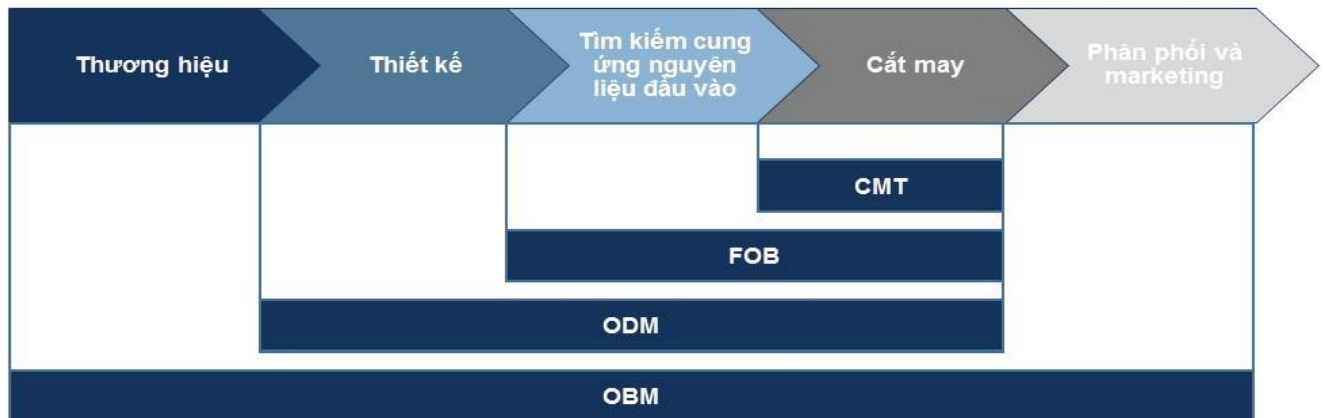 Thương hiệu
Thiết kế
Tìm kiếm cung
ứng nguyên
liệu đầu vào
Cắt may
Phân phối và
marketing
CMT
FOB
ODM
OBM